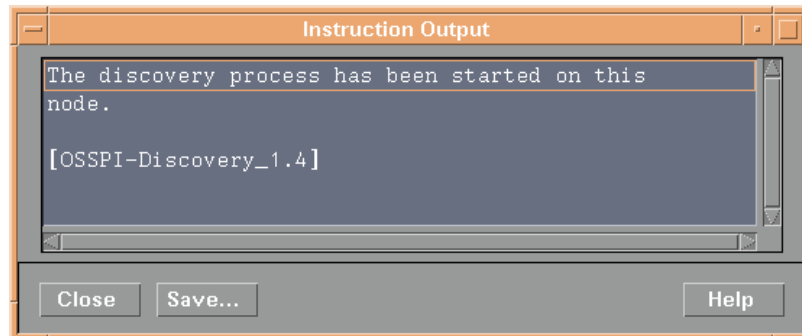 Instruction Output
The discovery process has been started on this
node.
[OSSPI-Discovery_1.4]
Close Save... Help